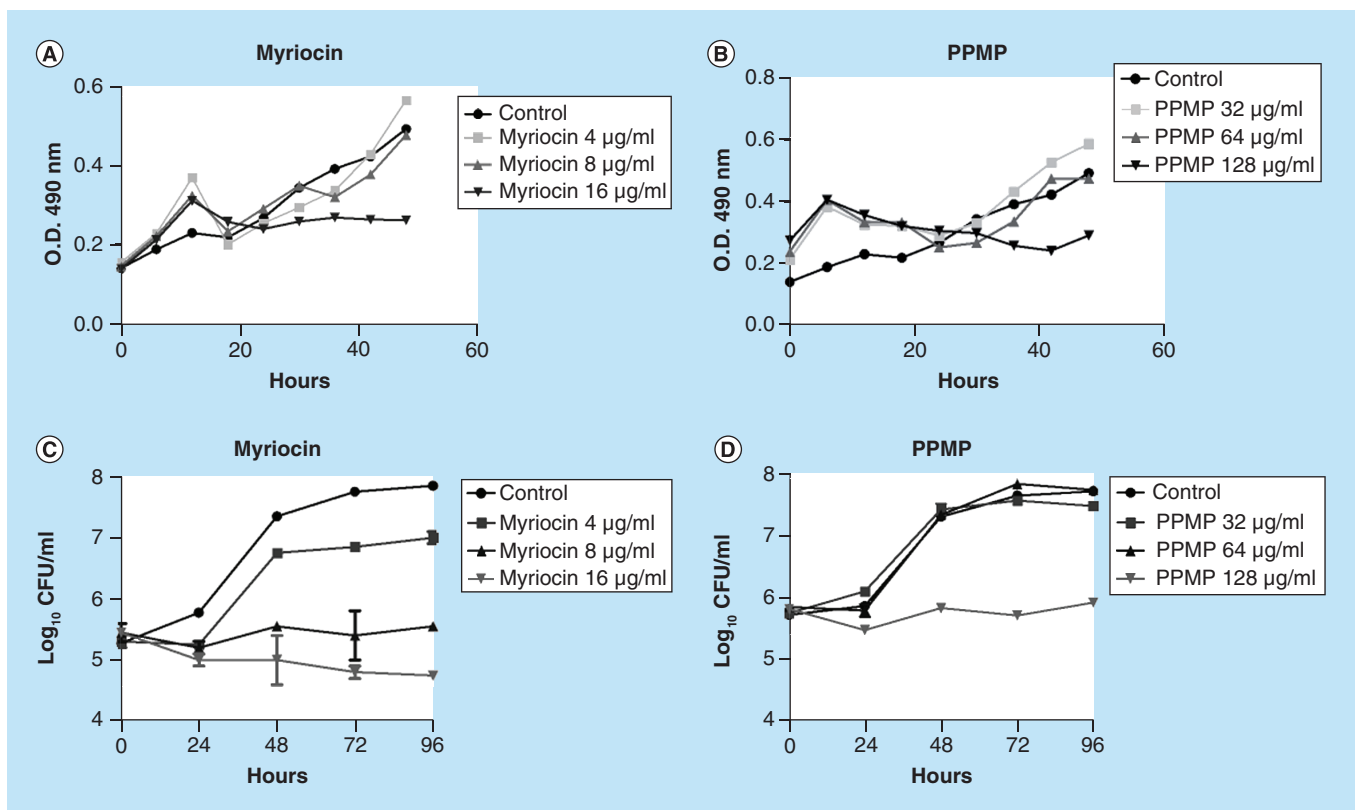 A
Myriocin
O.D. 490 nm
0.6
0.4
0.2
0.0
0
20
40
60
Hours
Control
Myriocin 4 µg/ml
Myriocin 8 µg/ml
Myriocin 16 µg/ml
B
PPMP
O.D. 490 nm
0.8
0.6
0.4
0.2
0.0
0
20
40
60
Hours
Control
PPMP 32 µg/ml
PPMP 64 µg/ml
PPMP 128 µg/ml
C
Myriocin
Log₁₀ CFU/ml
8
7
6
5
4
0
24
48
72
96
Hours
Control
Myriocin 4 µg/ml
Myriocin 8 µg/ml
Myriocin 16 µg/ml
D
PPMP
Log₁₀ CFU/ml
8
7
6
5
4
0
24
48
72
96
Hours
Control
PPMP 32 µg/ml
PPMP 64 µg/ml
PPMP 128 µg/ml